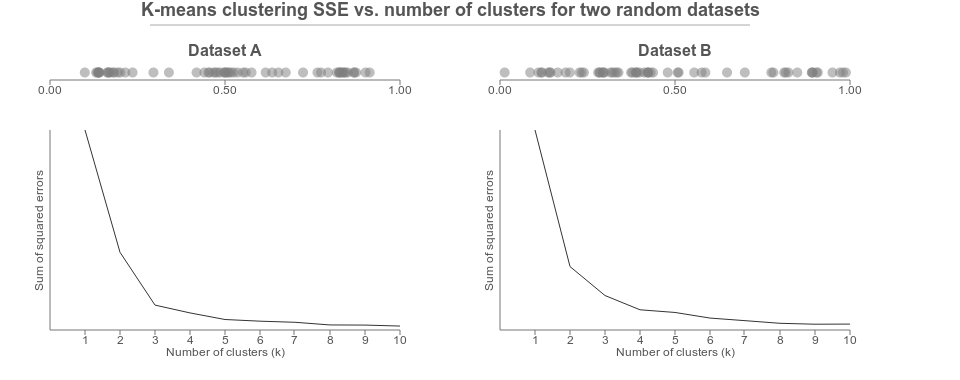 K-means clustering SSE vs. number of clusters for two random datasets
Dataset A
0.00 0.50 1.00
Sum of squared errors
1 2 3 4 5 6 7 8 9 10
Number of clusters (k)
Dataset B
0.00 0.50 1.00
Sum of squared errors
1 2 3 4 5 6 7 8 9 10
Number of clusters (k)